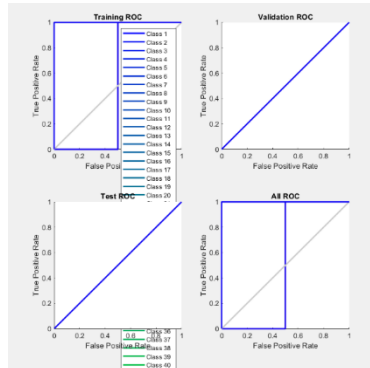 Training ROC
Class 1
Class 2
Class 3
Class 4
Class 5
Class 6
Class 7
Class 8
Class 9
Class 10
Class 11
Class 12
Class 13
Class 14
Class 15
Class 16
Class 17
Class 18
Class 19
Class 20
Class 36
Class 37
Class 38
Class 39
Class 40
True Positive Rate
1
0.8
0.6
0.4
0.2
0
0 0.2 0.4 1
False Posi
Validation ROC
True Positive Rate
1
0.8
0.6
0.4
0.2
0
0 0.2 0.4 0.6 0.8 1
False Positive Rate
Test ROC
True Positive Rate
1
0.8
0.6
0.4
0.2
0
0 0.2 0.4 0.6 0.8 1
False Positive Rate
All ROC
True Positive Rate
1
0.8
0.6
0.4
0.2
0
0 0.2 0.4 0.6 0.8 1
False Positive Rate